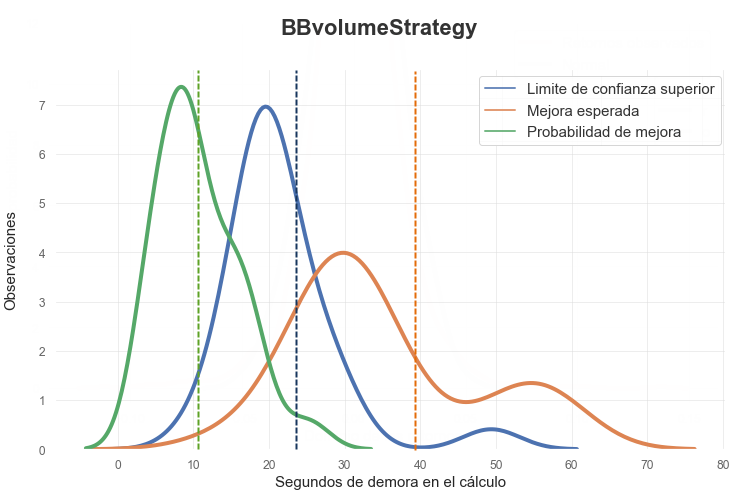 BBvolumeStrategy
Limite de confianza superior
Mejora esperada
Probabilidad de mejora
Observaciones
7
6
5
4
3
2
1
0
0 10 20 30 40 50 60 70 80
Segundos de demora en el cálculo